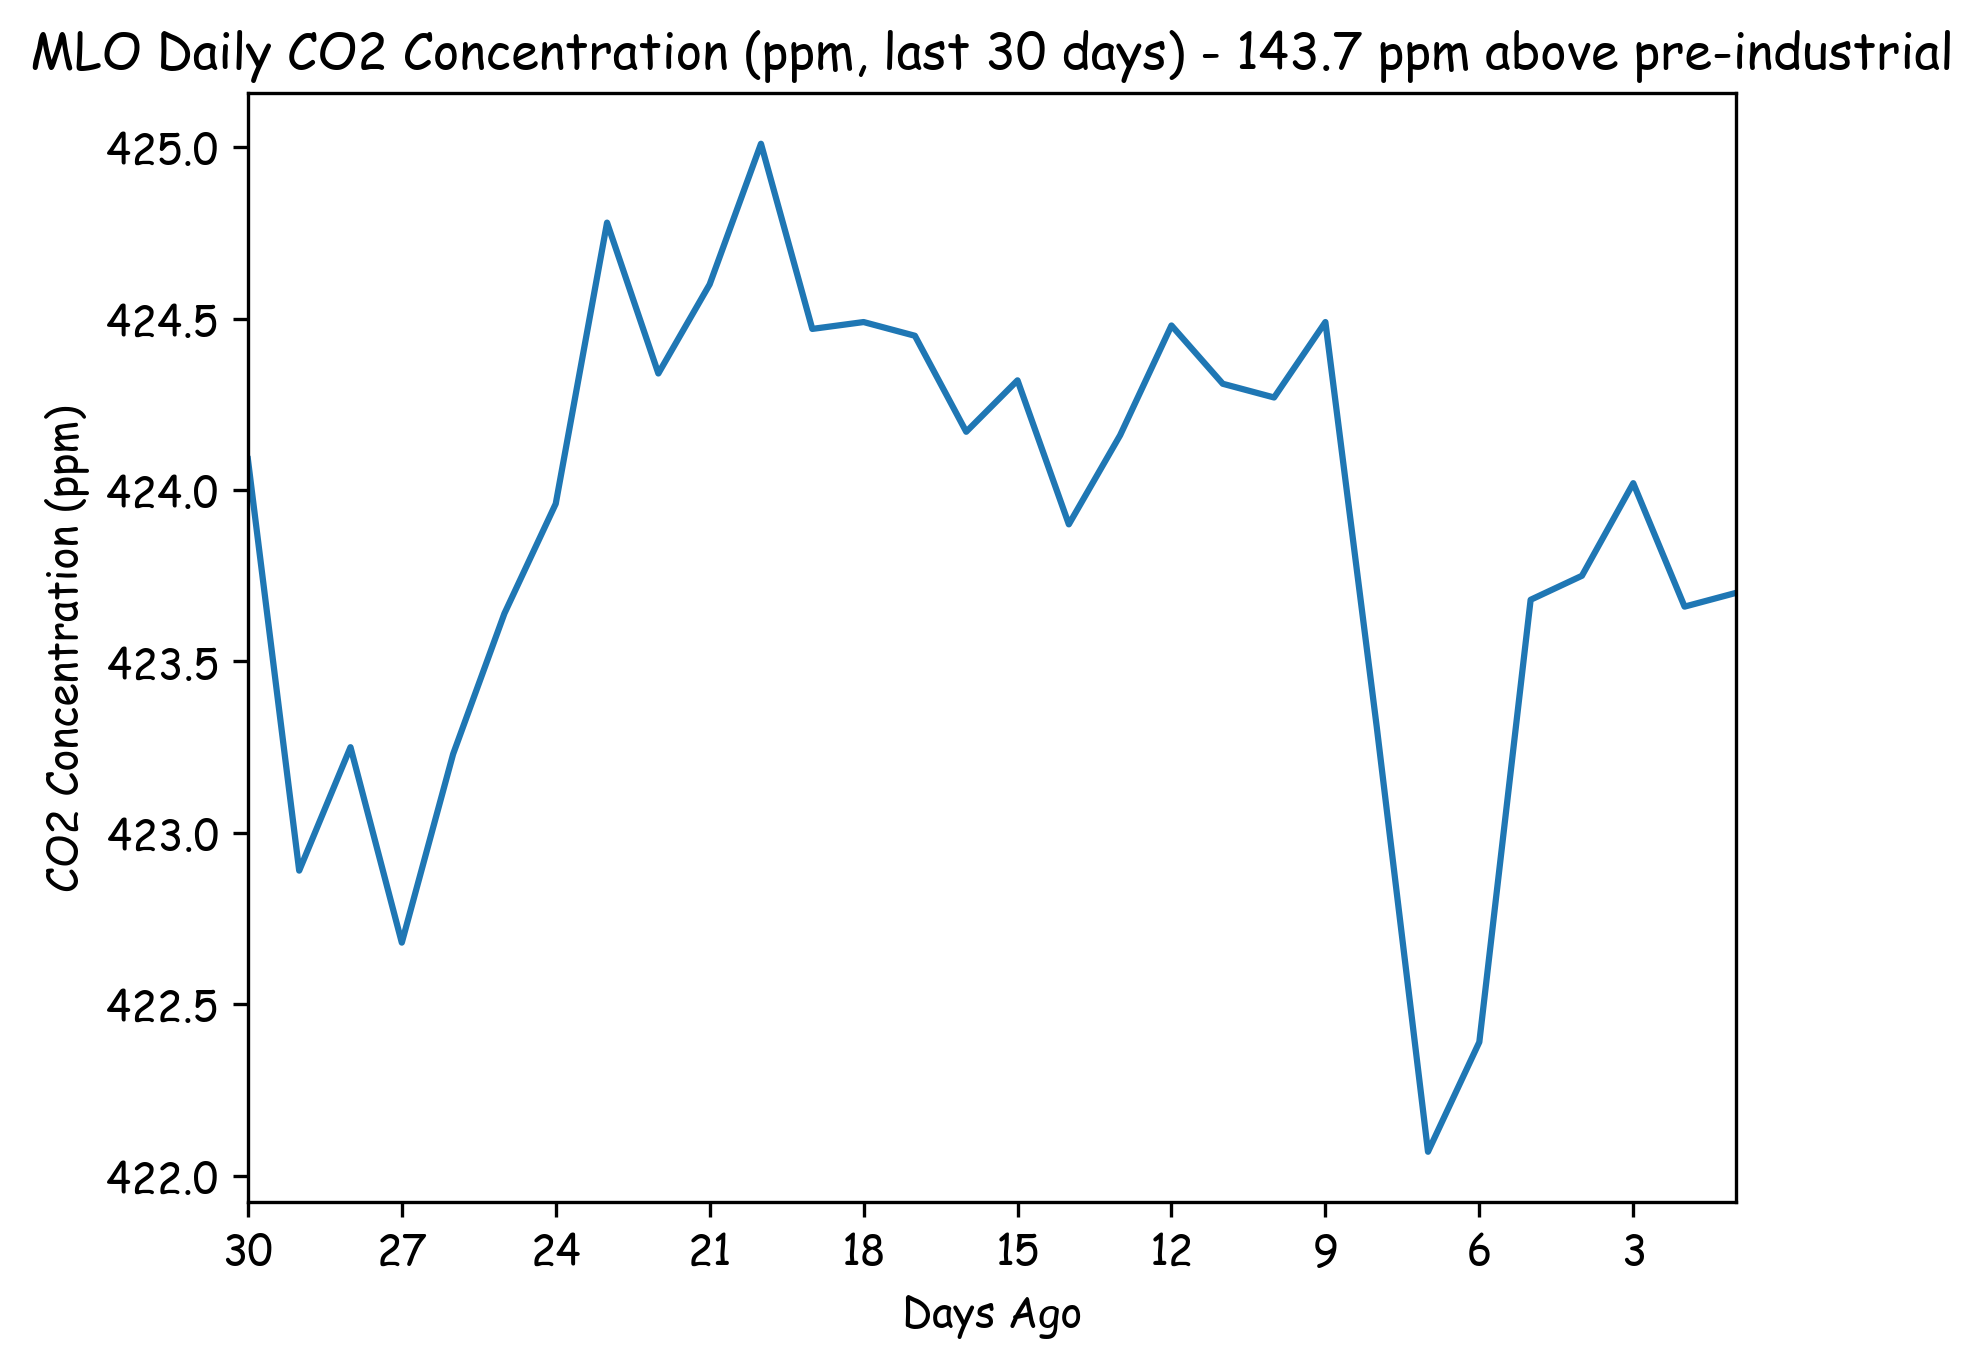 MLO Daily CO2 Concentration (ppm, last 30 days) - 143.7 ppm above pre-industrial
425.0
424.5
424.0
423.5
423.0
422.5
422.0
CO2 Concentration (ppm)
30 27 24 21 18 15 12 9 6 3
Days Ago